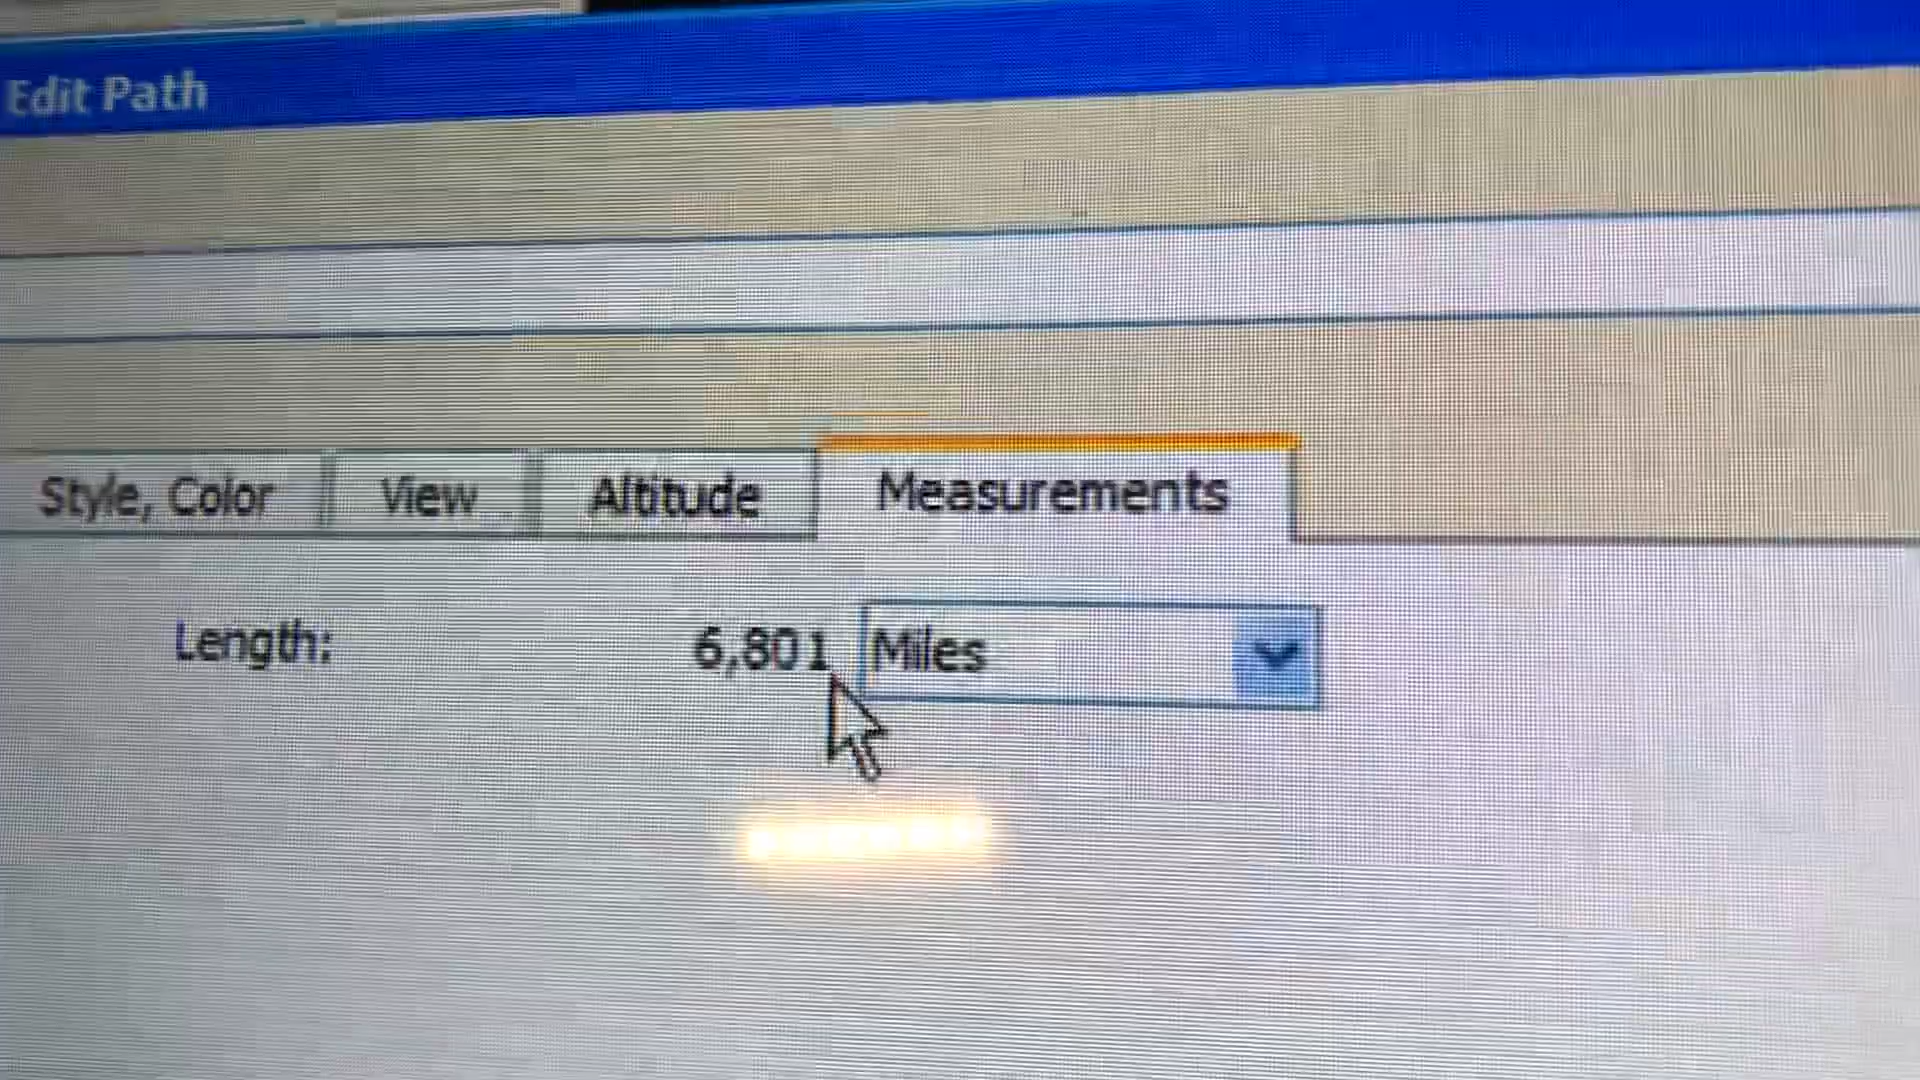 Edit Path
Style, Color View Altitude Measurements
Length: 6,801 Miles